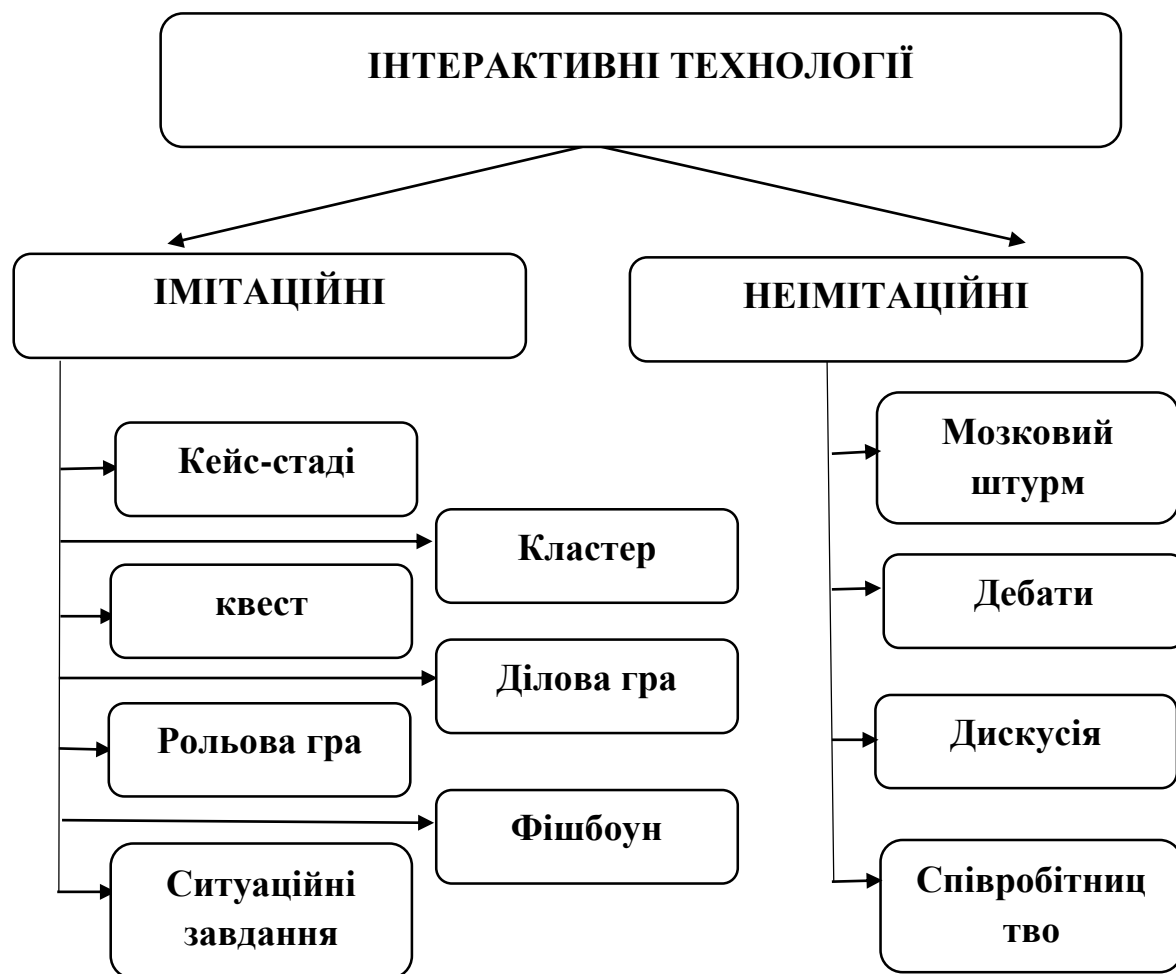 ІНТЕРАКТИВНІ ТЕХНОЛОГІЇ
ІМІТАЦІЙНІ
НЕІМІТАЦІЙНІ
Кейс-стаді
Кластер
квест
Ділова гра
Рольова гра
Фішбоун
Ситуаційні
завдання
Мозковий
штурм
Дебати
Дискусія
Співробітниц
тво